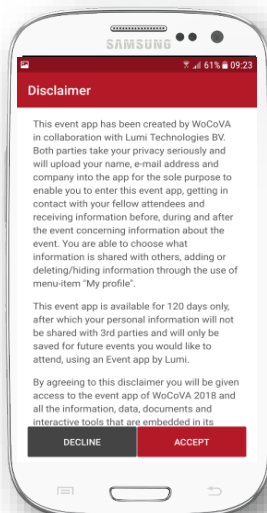 SAMSUNG
61% 09:23
Disclaimer
This event app has been created by WoCoVA
in collaboration with Lumi Technologies BV.
Both parties take your privacy seriously and
will upload your name, e-mail address and
company into the app for the sole purpose to
enable you to enter this event app, getting in
contact with your fellow attendees and
receiving information before, during and after
the event concerning information about the
event. You are able to choose what
information is shared with others, adding or
deleting/hiding information through the use of
menu-item "My profile".
This event app is available for 120 days only,
after which your personal information will not
be shared with 3rd parties and will only be
saved for future events you would like to
attend, using an Event app by Lumi.
By agreeing to this disclaimer you will be given
access to the event app of WoCoVA 2018 and
all the information, data, documents and
interactive tools that are embedded in its
DECLINE ACCEPT